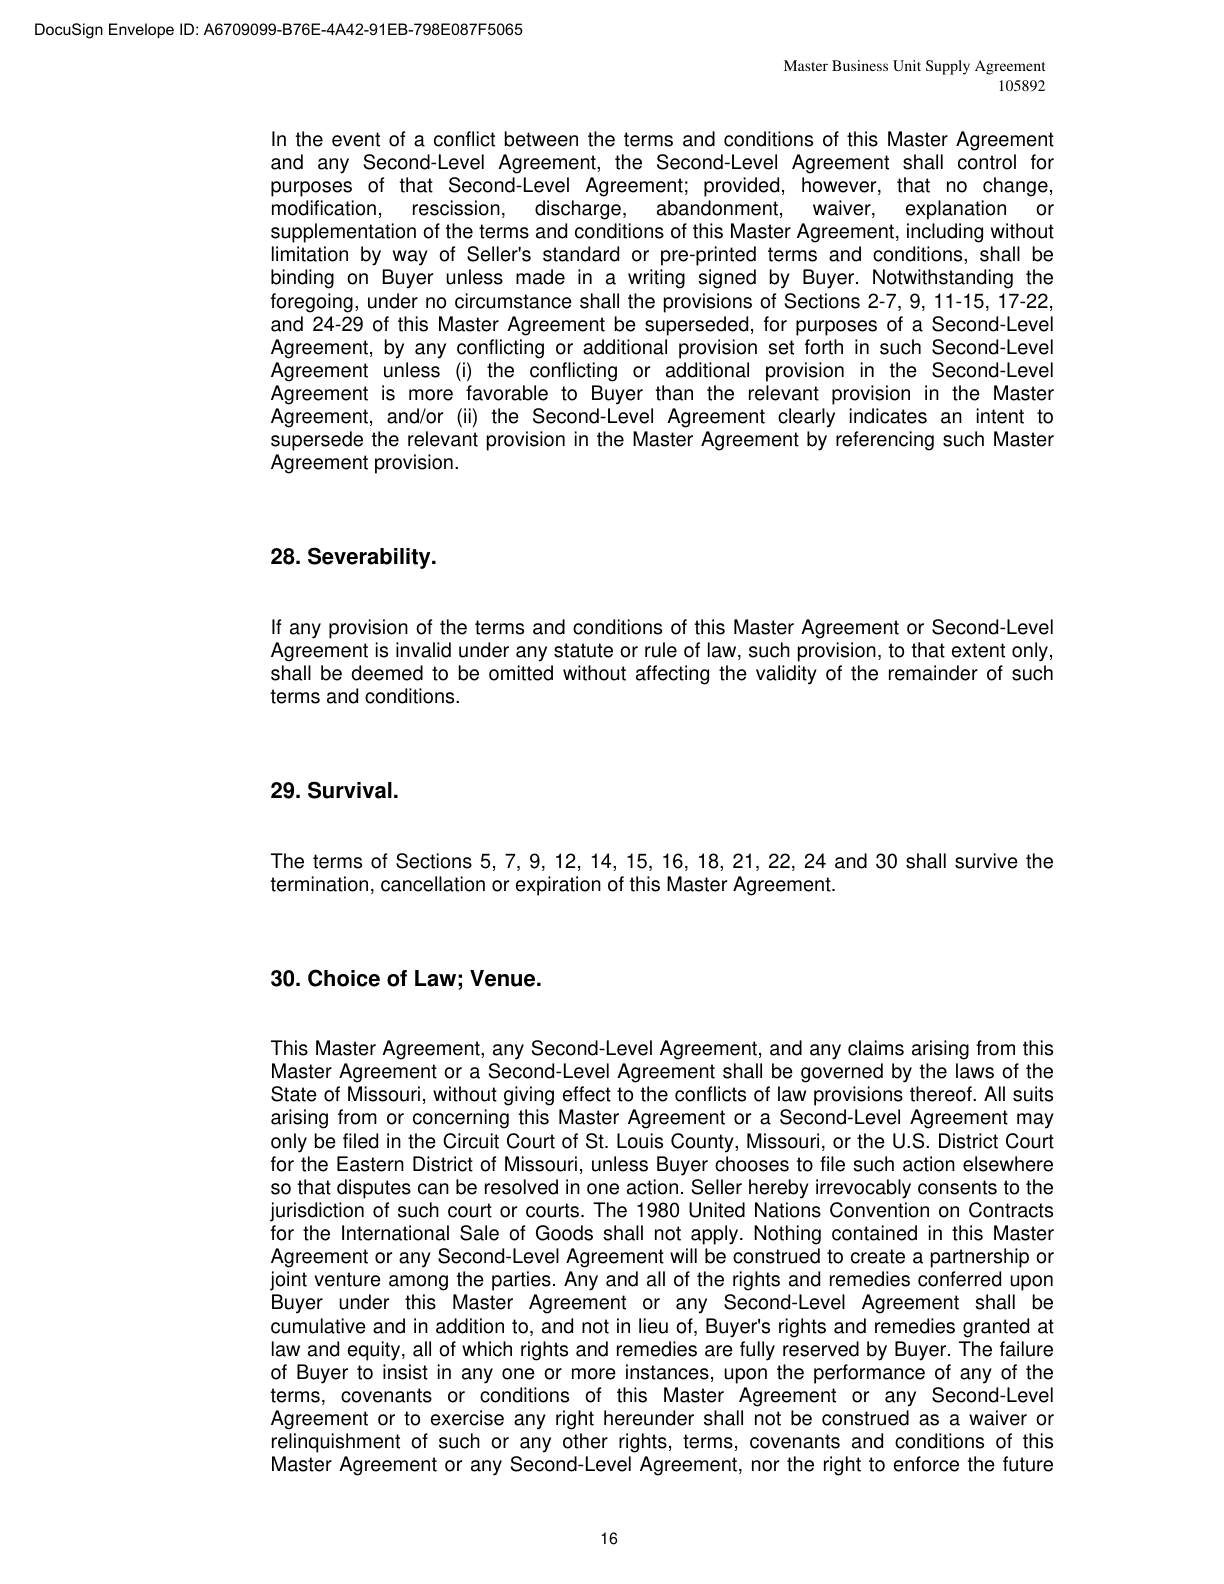 DocuSign Envelope ID: A6709099-B76E-4A42-91EB-798E087F5065
Master Business Unit Supply Agreement
105892
In the event of a conflict between the terms and conditions of this Master Agreement
and any Second-Level Agreement, the Second-Level Agreement shall control for
purposes of that Second-Level Agreement; provided, however, that no change,
modification, rescission, discharge, abandonment, waiver, explanation or
supplementation of the terms and conditions of this Master Agreement, including without
limitation by way of Seller's standard or pre-printed terms and conditions, shall be
binding on Buyer unless made in a writing signed by Buyer. Notwithstanding the
foregoing, under no circumstance shall the provisions of Sections 2-7, 9, 11-15, 17-22,
and 24-29 of this Master Agreement be superseded, for purposes of a Second-Level
Agreement, by any conflicting or additional provision set forth in such Second-Level
Agreement unless (i) the conflicting or additional provision in the Second-Level
Agreement is more favorable to Buyer than the relevant provision in the Master
Agreement, and/or (ii) the Second-Level Agreement clearly indicates an intent to
supersede the relevant provision in the Master Agreement by referencing such Master
Agreement provision.
28. Severability.
If any provision of the terms and conditions of this Master Agreement or Second-Level
Agreement is invalid under any statute or rule of law, such provision, to that extent only,
shall be deemed to be omitted without affecting the validity of the remainder of such
terms and conditions.
29. Survival.
The terms of Sections 5, 7, 9, 12, 14, 15, 16, 18, 21, 22, 24 and 30 shall survive the
termination, cancellation or expiration of this Master Agreement.
30. Choice of Law; Venue.
This Master Agreement, any Second-Level Agreement, and any claims arising from this
Master Agreement or a Second-Level Agreement shall be governed by the laws of the
State of Missouri, without giving effect to the conflicts of law provisions thereof. All suits
arising from or concerning this Master Agreement or a Second-Level Agreement may
only be filed in the Circuit Court of St. Louis County, Missouri, or the U.S. District Court
for the Eastern District of Missouri, unless Buyer chooses to file such action elsewhere
so that disputes can be resolved in one action. Seller hereby irrevocably consents to the
jurisdiction of such court or courts. The 1980 United Nations Convention on Contracts
for the International Sale of Goods shall not apply. Nothing contained in this Master
Agreement or any Second-Level Agreement will be construed to create a partnership or
joint venture among the parties. Any and all of the rights and remedies conferred upon
Buyer under this Master Agreement or any Second-Level Agreement shall be
cumulative and in addition to, and not in lieu of, Buyer's rights and remedies granted at
law and equity, all of which rights and remedies are fully reserved by Buyer. The failure
of Buyer to insist in any one or more instances, upon the performance of any of the
terms, covenants or conditions of this Master Agreement or any Second-Level
Agreement or to exercise any right hereunder shall not be construed as a waiver or
relinquishment of such or any other rights, terms, covenants and conditions of this
Master Agreement or any Second-Level Agreement, nor the right to enforce the future
16